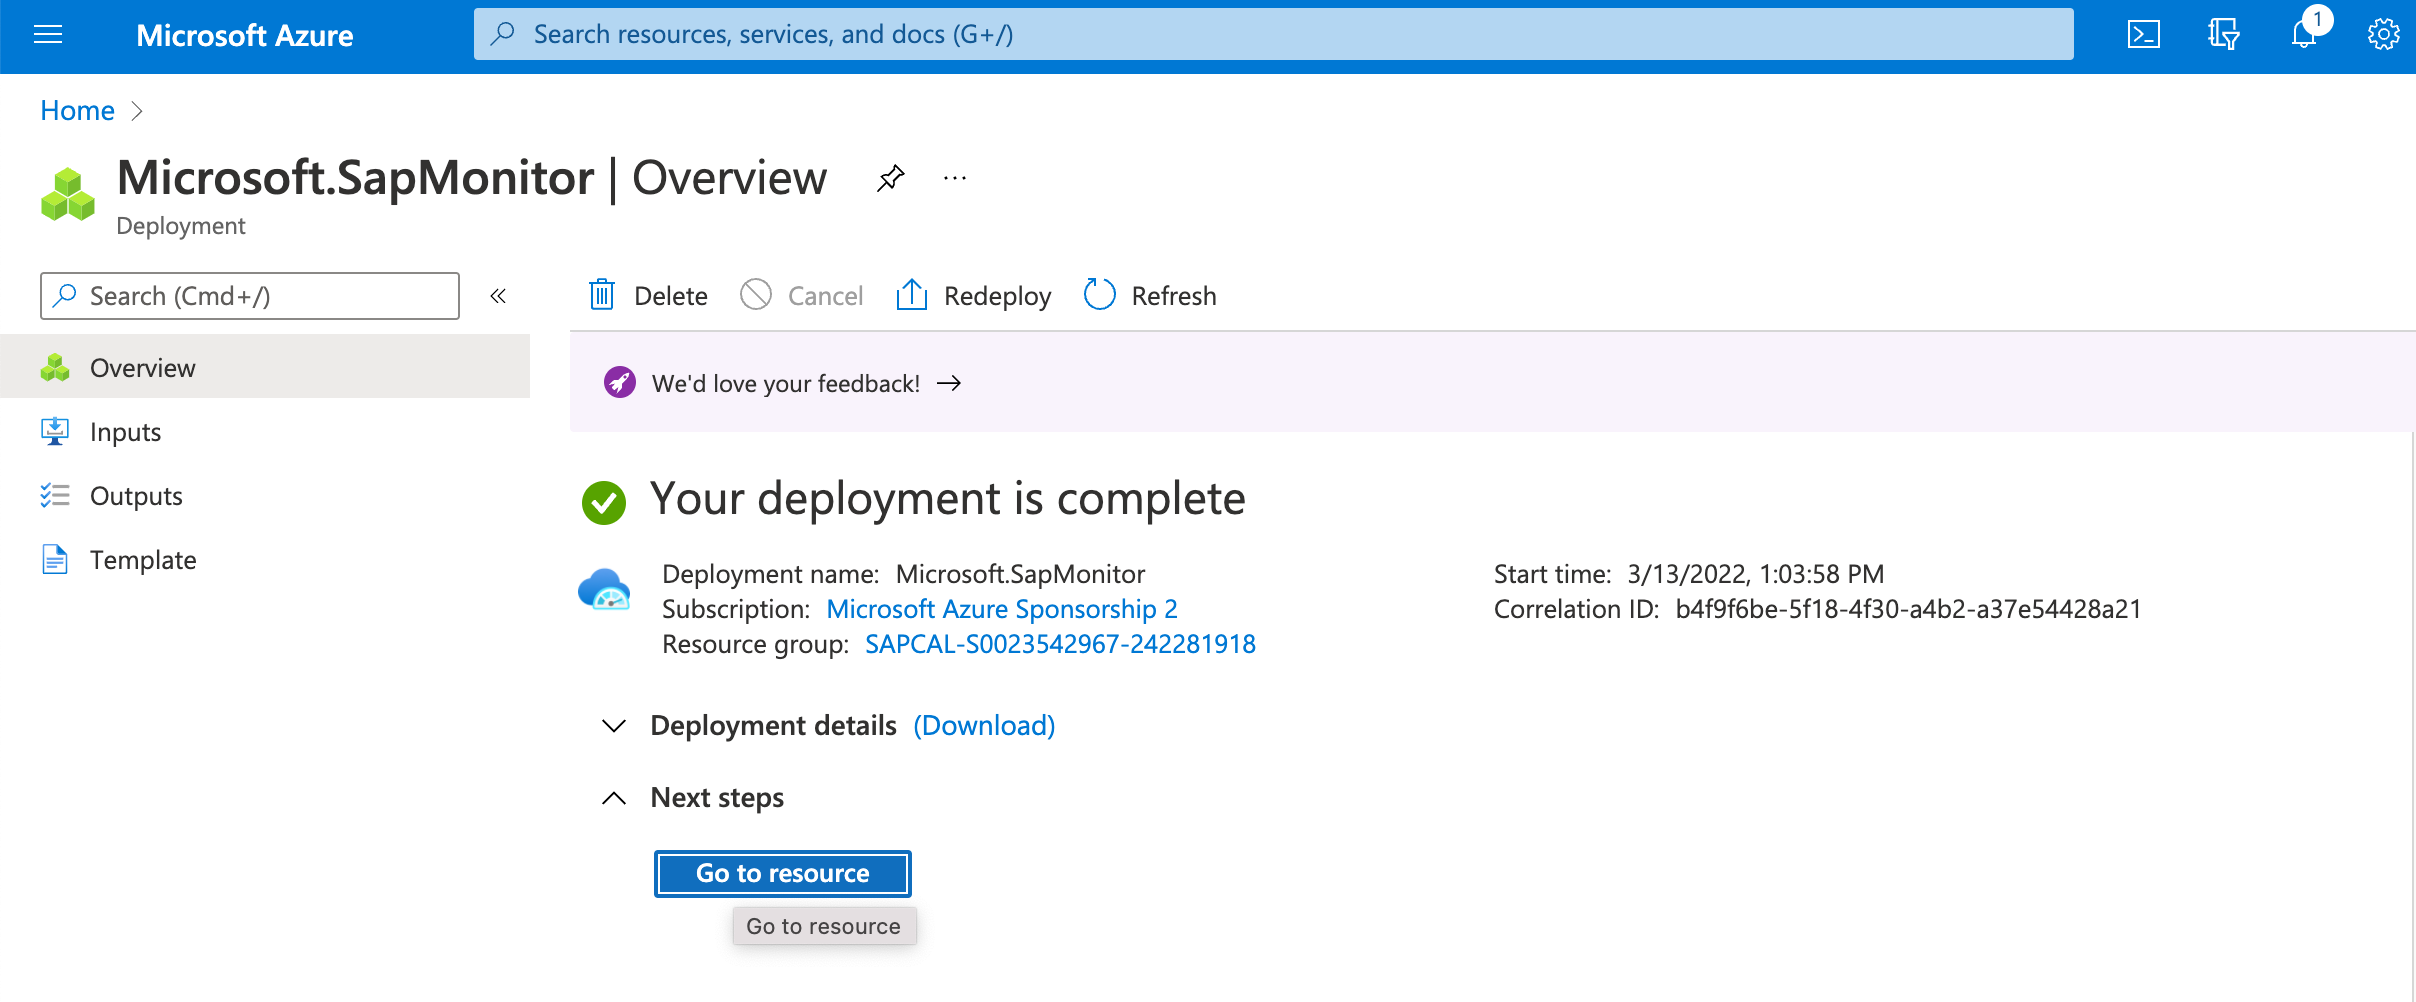 Microsoft Azure
Search resources, services, and docs (G+/)
1
Home
Microsoft.SapMonitor | Overview
...
Deployment
Search (Cmd+/)
«
Delete
Cancel
Redeploy
Refresh
Overview
Inputs
Outputs
Template
We'd love your feedback! →
Your deployment is complete
Deployment name: Microsoft.SapMonitor
Subscription: Microsoft Azure Sponsorship 2
Resource group: SAPCAL-S0023542967-242281918
Start time: 3/13/2022, 1:03:58 PM
Correlation ID: b4f9f6be-5f18-4f30-a4b2-a37e54428a21
Deployment details (Download)
Next steps
Go to resource
Go to resource